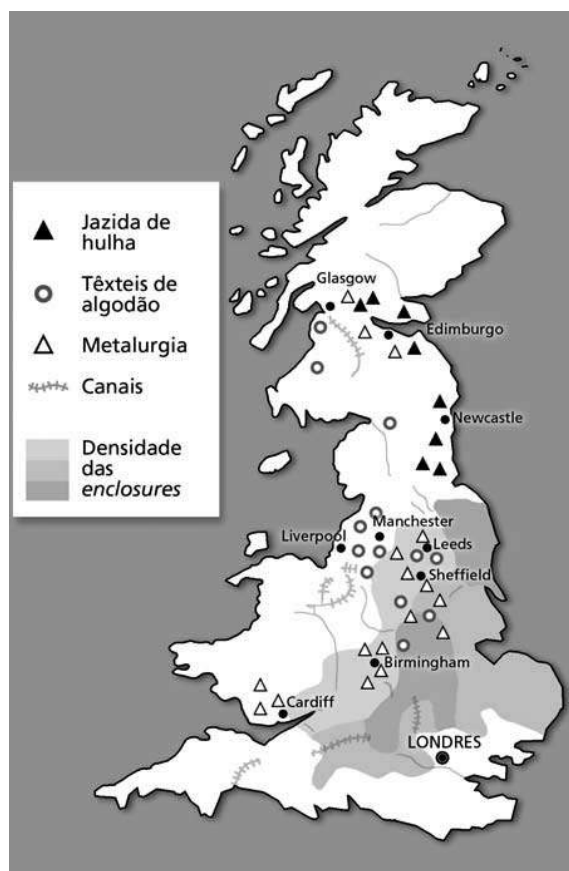 Jazida de
hulha
Têxteis de
algodão
Metalurgia
Canais
Densidade
das
enclosures
Glasgow
Edimburgo
Newcastle
Manchester
Liverpool
Leeds
Sheffield
Birmingham
Cardiff
LONDRES